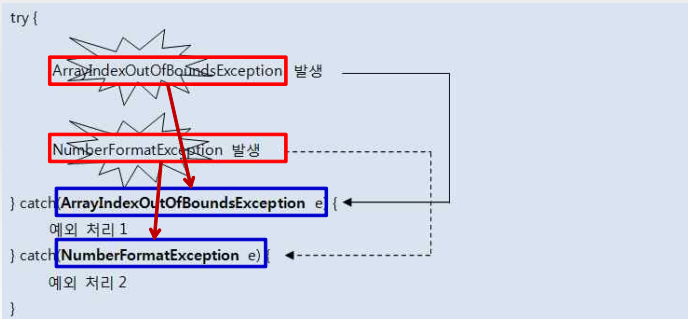 try {
ArrayIndexOutOfBoundsException 발생
NumberFormatException 발생
} catch(ArrayIndexOutOfBoundsException e) {
예외 처리 1
} catch(NumberFormatException e) {
예외 처리 2
}